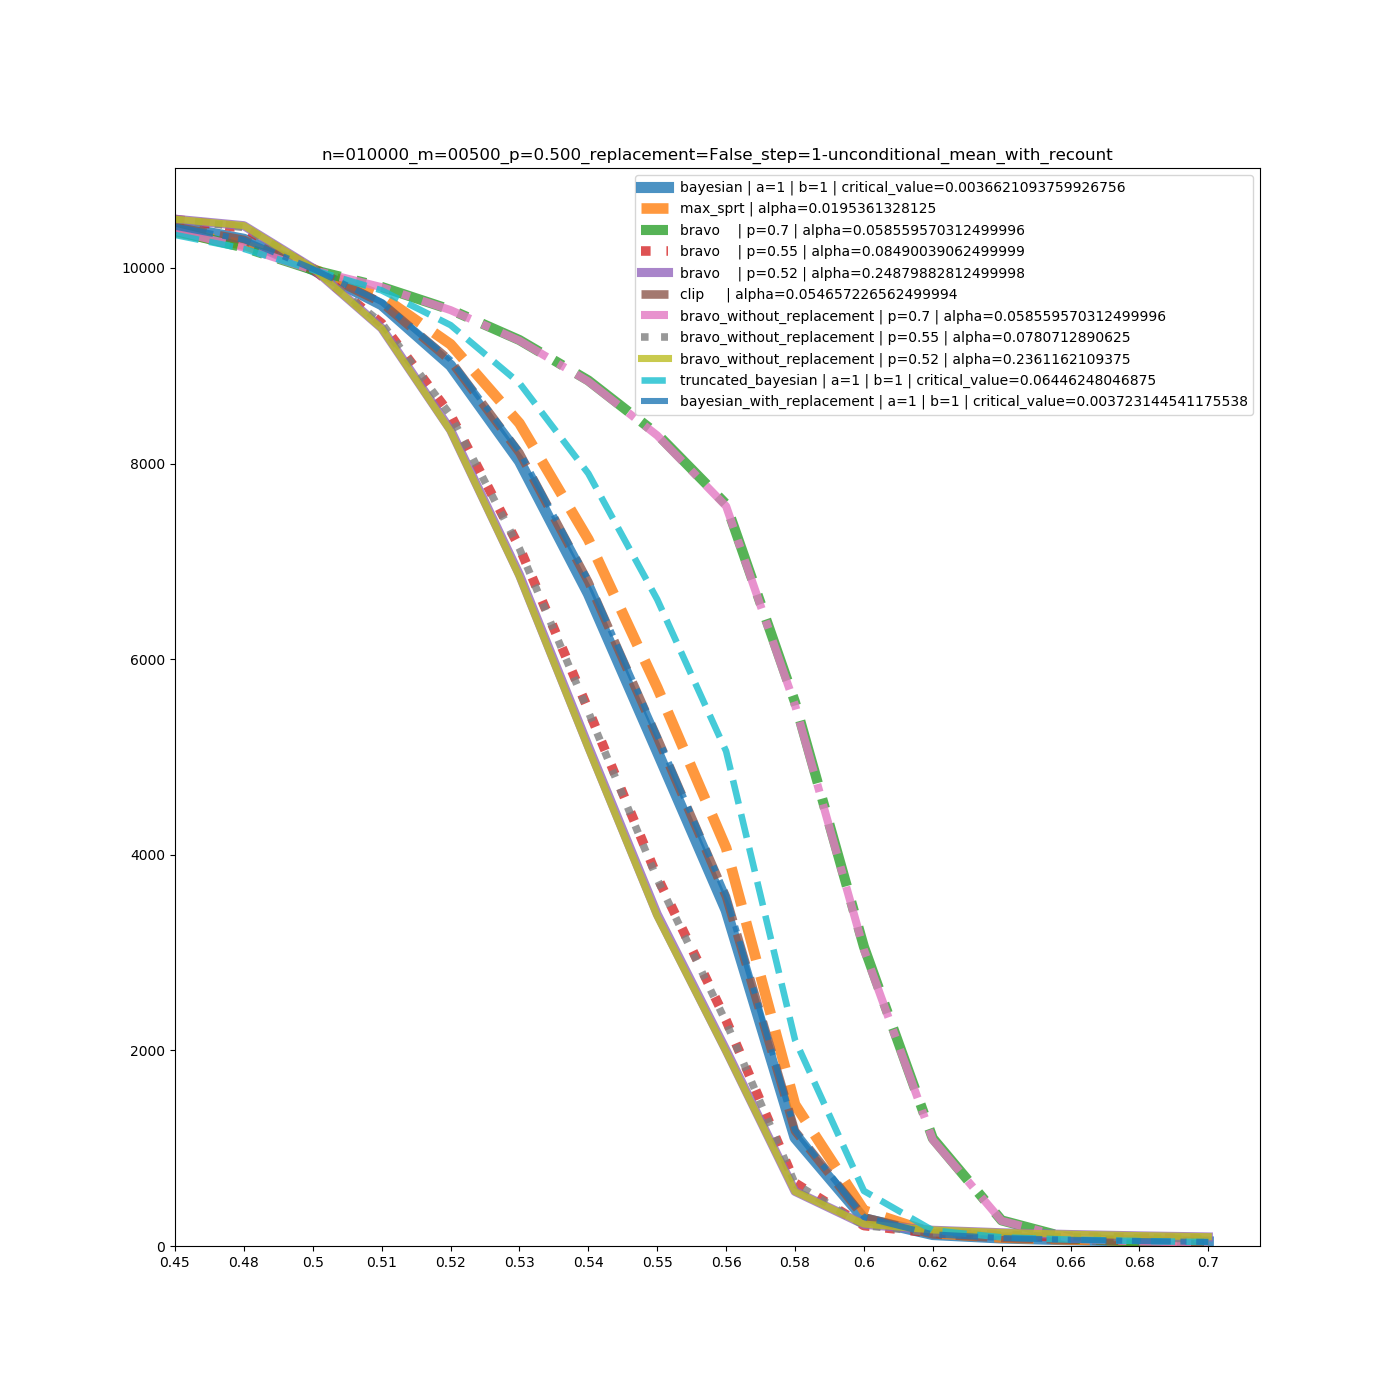 n=010000_m=00500_p=0.500_replacement=False_step=1-unconditional_mean_with_recount
bayesian | a=1 | b=1 | critical_value=0.0036621093759926756
max_sprt | alpha=0.0195361328125
bravo    | p=0.7 | alpha=0.058559570312499996
bravo    | p=0.55 | alpha=0.08490039062499999
bravo    | p=0.52 | alpha=0.24879882812499998
clip     | alpha=0.054657226562499994
bravo_without_replacement | p=0.7 | alpha=0.058559570312499996
bravo_without_replacement | p=0.55 | alpha=0.0780712890625
bravo_without_replacement | p=0.52 | alpha=0.2361162109375
truncated_bayesian | a=1 | b=1 | critical_value=0.06446248046875
bayesian_with_replacement | a=1 | b=1 | critical_value=0.003723144541175538
10000
8000
6000
4000
2000
0
0.45 0.48 0.5 0.51 0.52 0.53 0.54 0.55 0.56 0.58 0.6 0.62 0.64 0.66 0.68 0.7